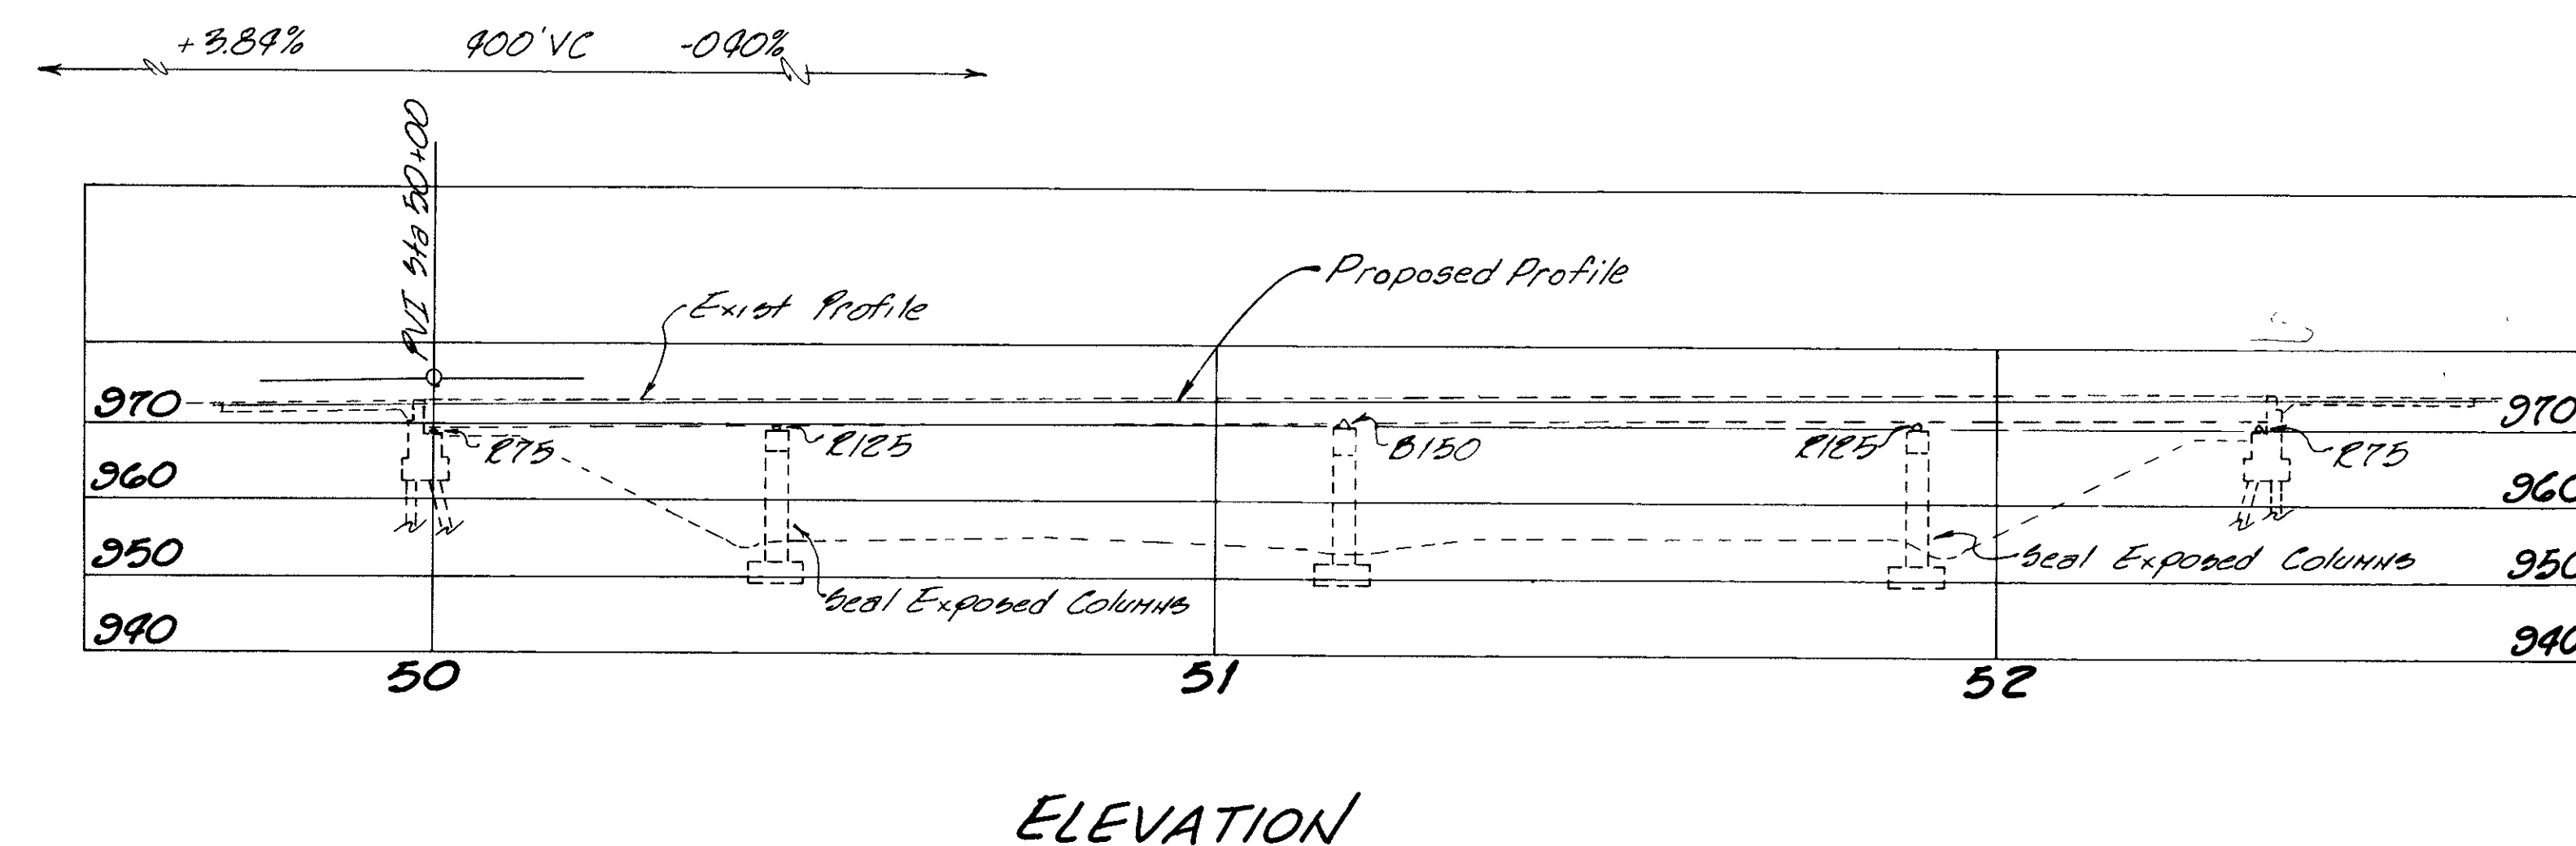 +3.84% 400'VC -0.40%
PVI Sta 50+00
Proposed Profile
Exist Profile
970 970
R75 R125 B150 R125 R75
960 960
950 950
Seal Exposed Columns
Seal Exposed Columns
940 940
50 51 52
ELEVATION